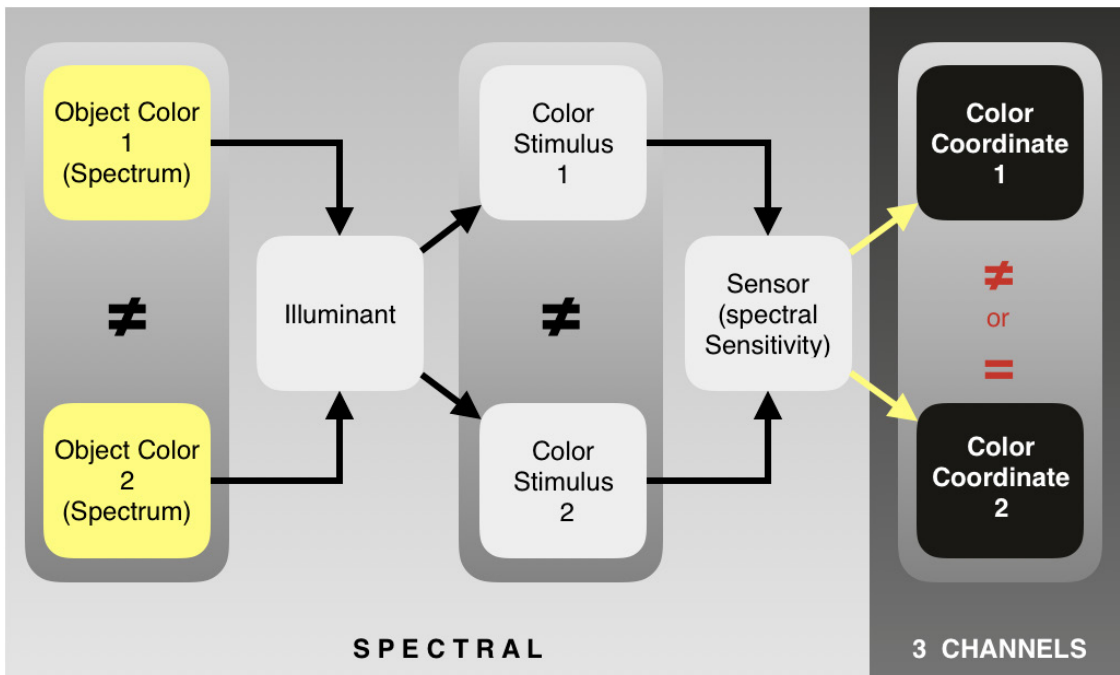 Object Color
1
(Spectrum)
≠
Object Color
2
(Spectrum)
Illuminant
Color
Stimulus
1
≠
Color
Stimulus
2
Sensor
(spectral
Sensitivity)
Color
Coordinate
1
≠
or
=
Color
Coordinate
2
SPECTRAL
3 CHANNELS